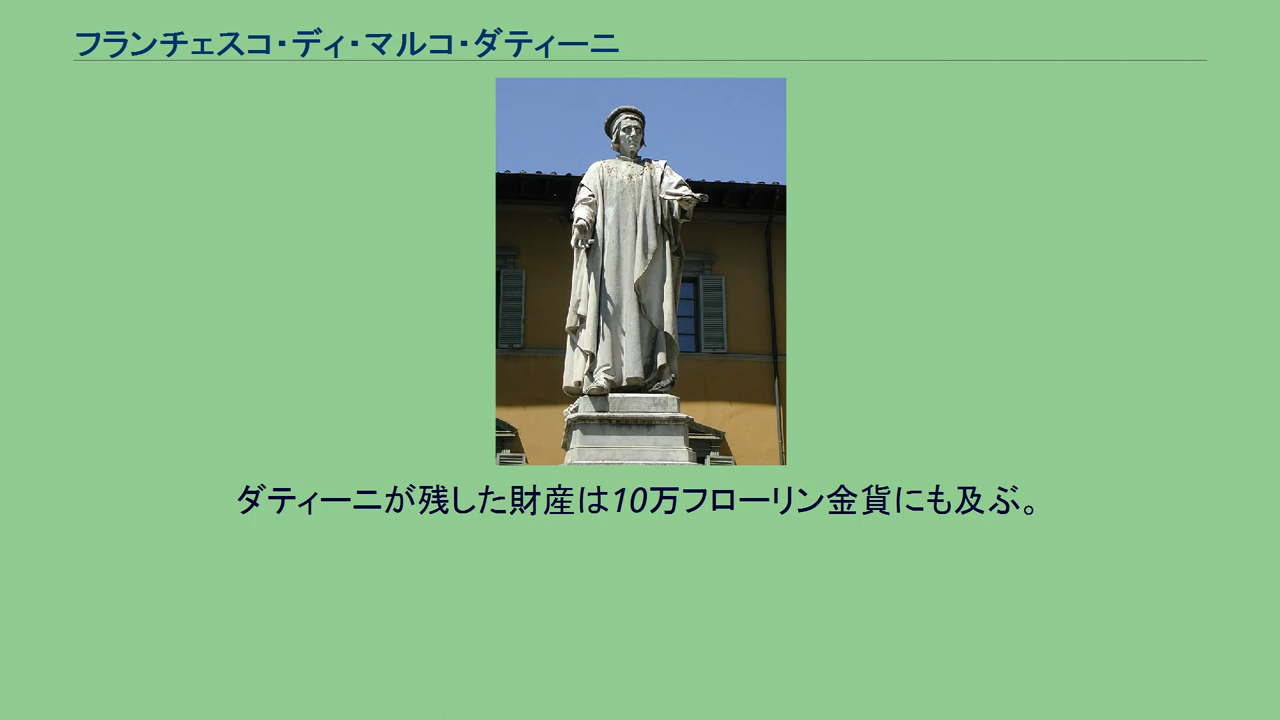 フランチェスコ・ディ・マルコ・ダティーニ
ダティーニが残した財産は10万フローリン金貨にも及ぶ。